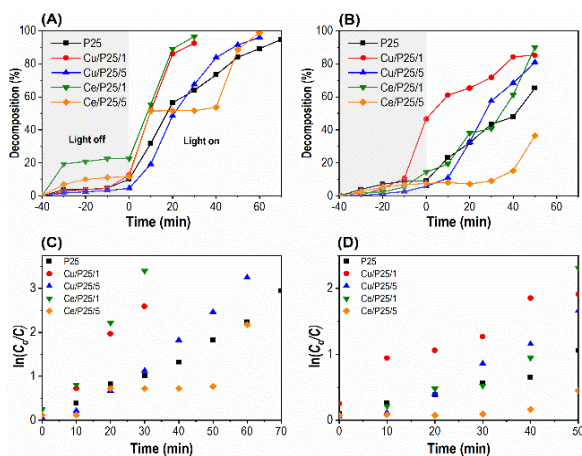 (A)
100
80
60
40
20
0
Decomposition (%)
P25
Cu/P25/1
Cu/P25/5
Ce/P25/1
Ce/P25/5
Light off
Light on
-40 -20 0 20 40 60
Time (min)
(B)
100
80
60
40
20
0
Decomposition (%)
P25
Cu/P25/1
Cu/P25/5
Ce/P25/1
Ce/P25/5
-40 -20 0 20 40 60
Time (min)
(C)
3
2
1
0
ln(C₀/C)
P25
Cu/P25/1
Cu/P25/5
Ce/P25/1
Ce/P25/5
0 10 20 30 40 50 60 70
Time (min)
(D)
2
1
0
ln(C₀/C)
P25
Cu/P25/1
Cu/P25/5
Ce/P25/1
Ce/P25/5
0 10 20 30 40 50
Time (min)